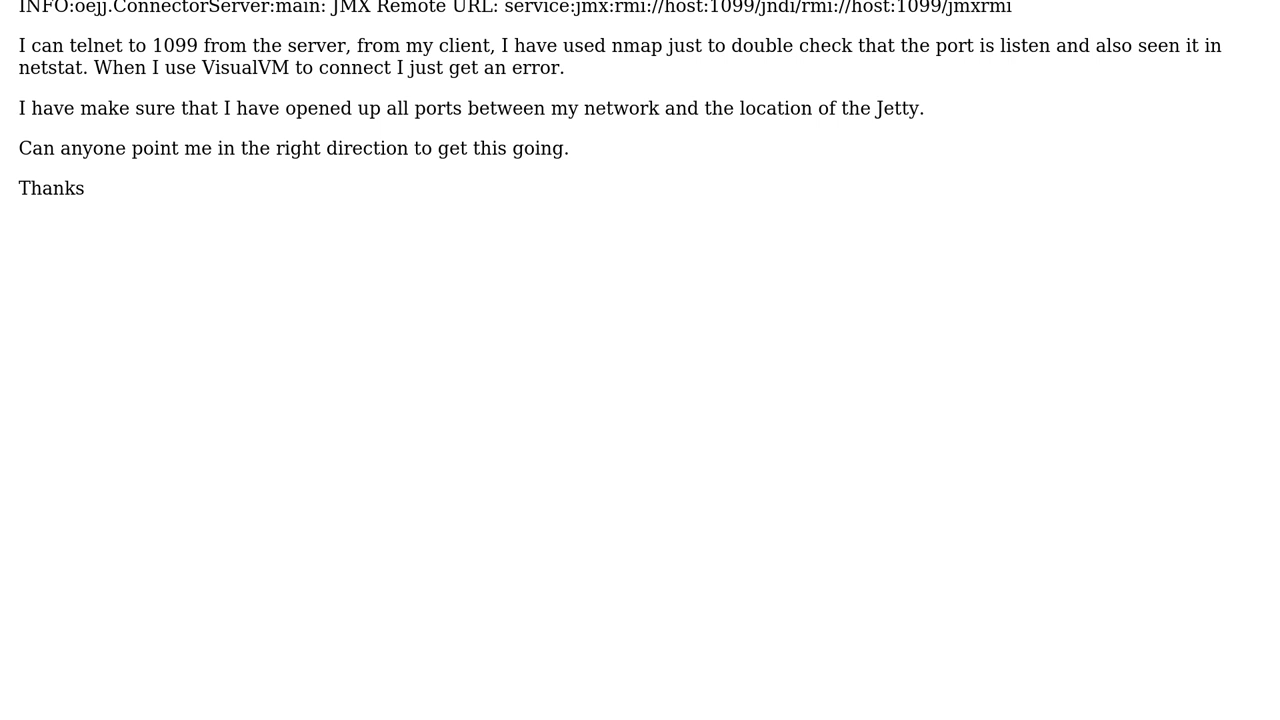 INFO:oejj.ConnectorServer:main: JMX Remote URL: service:jmx:rmi://host:1099/jndi/rmi://host:1099/jmxrmi
I can telnet to 1099 from the server, from my client, I have used nmap just to double check that the port is listen and also seen it in
netstat. When I use VisualVM to connect I just get an error.
I have make sure that I have opened up all ports between my network and the location of the Jetty.
Can anyone point me in the right direction to get this going.
Thanks